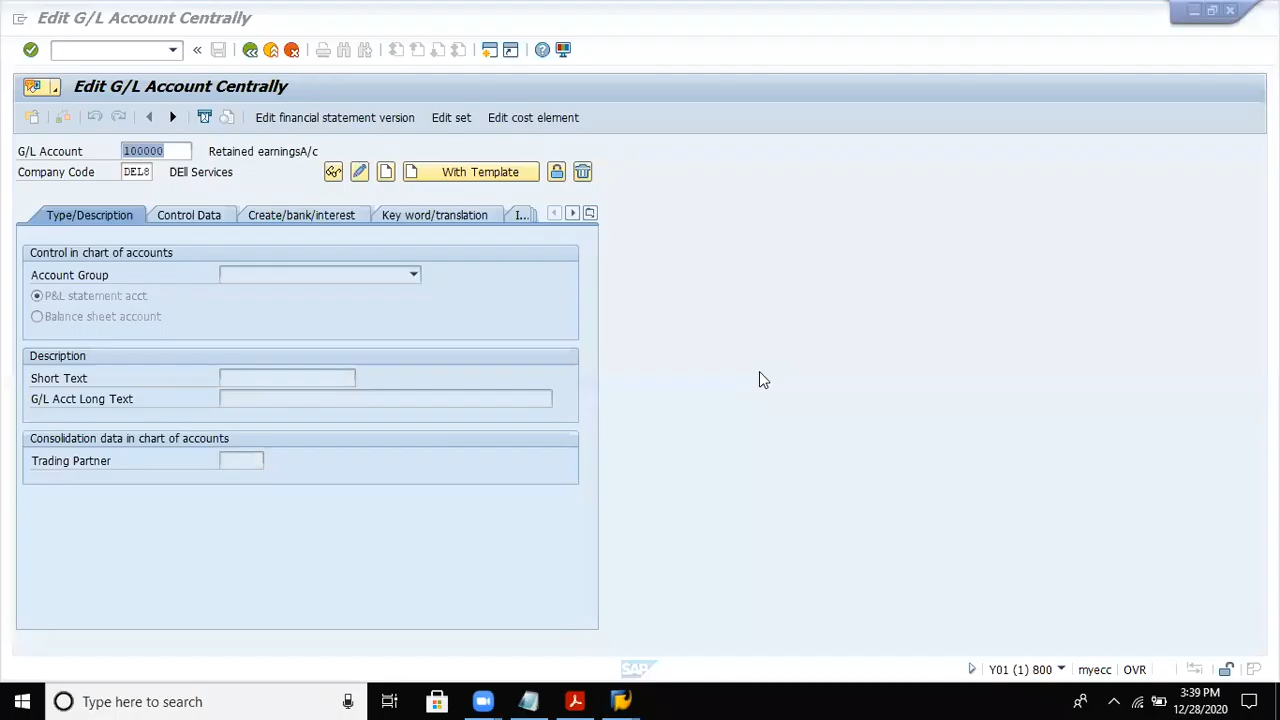 Edit G/L Account Centrally
Edit G/L Account Centrally
Edit financial statement version Edit set Edit cost element
G/L Account 100000 Retained earningsA/c
Company Code DEL8 DEll Services With Template
Type/Description Control Data Create/bank/interest Key word/translation I...
Control in chart of accounts
Account Group
P&L statement acct
Balance sheet account
Description
Short Text
G/L Acct Long Text
Consolidation data in chart of accounts
Trading Partner
SAP Y01 (1) 800 myecc OVR
Type here to search 3:39 PM
12/28/2020